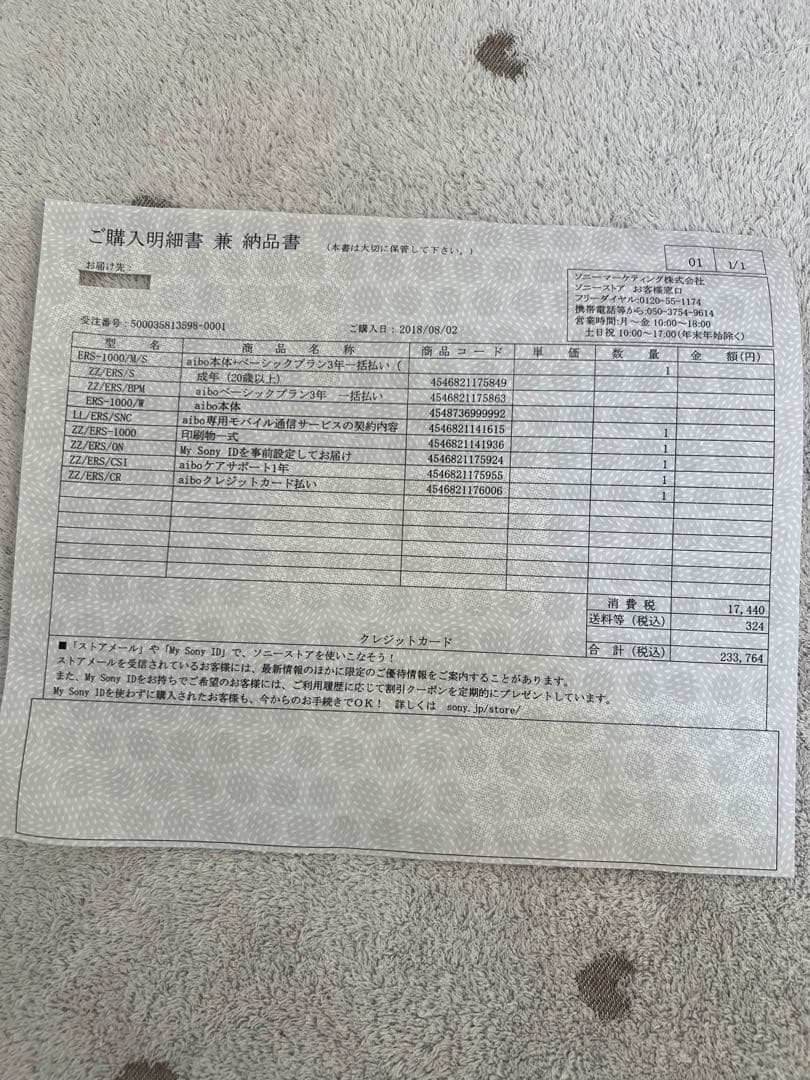 ご購入明細書 兼 納品書 (本書は大切に保管して下さい。)
01 1/1
お届け先:
ソニーマーケティング株式会社
ソニーストア お客様窓口
フリーダイヤル:0120-55-1174
携帯電話等から:050-3754-9614
営業時間:月～金 10:00～18:00
土日祝 10:00～17:00(年末年始除く)
受注番号:500035813598-0001 ご購入日:2018/08/02
型名 商品名称 商品コード 単価 数量 金額(円)
ERS-1000/M/S aibo本体+ベーシックプラン3年一括払い( 1
ZZ/ERS/S 成年(20歳以上) 4546821175849
ZZ/ERS/BPM aiboベーシックプラン3年 一括払い 4546821175863
ERS-1000/W aibo本体 4548736999992
LL/ERS/SNC aibo専用モバイル通信サービスの契約内容 4546821141615 1
ZZ/ERS-1000 印刷物一式 4546821141936 1
ZZ/ERS/ON My Sony IDを事前設定してお届け 4546821175924 1
ZZ/ERS/CS1 aiboケアサポート1年 4546821175955 1
ZZ/ERS/CR aiboクレジットカード払い 4546821176006 1
消費税 17,440
送料等(税込) 324
クレジットカード
合計(税込) 233,764
■「ストアメール」や「My Sony ID」で、ソニーストアを使いこなそう!
ストアメールを受信されているお客様には、最新情報のほかに限定のご優待情報をご案内することがあります。
また、My Sony IDをお持ちでご希望のお客様には、ご利用履歴に応じて割引クーポンを定期的にプレゼントしています。
My Sony IDを使わずに購入されたお客様も、今からのお手続きでOK! 詳しくは sony.jp/store/